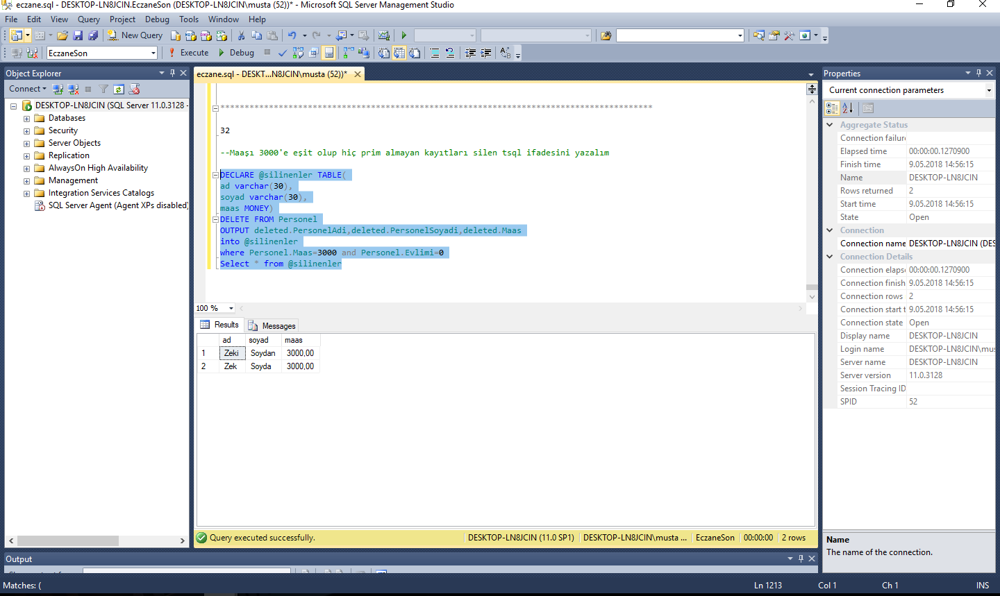 eczane.sql - DESKTOP-LN8JCIN.EczaneSon (DESKTOP-LN8JCIN\musta (52))* - Microsoft SQL Server Management Studio
File Edit View Query Project Debug Tools Window Help
New Query
EczaneSon
Execute Debug
Object Explorer
Connect
DESKTOP-LN8JCIN (SQL Server 11.0.3128 -
Databases
Security
Server Objects
Replication
AlwaysOn High Availability
Management
Integration Services Catalogs
SQL Server Agent (Agent XPs disabled)
eczane.sql - DESKT...N8JCIN\musta (52))*
32
--Maaşı 3000'e eşit olup hiç prim almayan kayıtları silen tsql ifadesini yazalım
DECLARE @silinenler TABLE(
ad varchar(30),
soyad varchar(30),
maas MONEY)
DELETE FROM Personel
OUTPUT deleted.PersonelAdi,deleted.PersonelSoyadi,deleted.Maas
into @silinenler
where Personel.Maas=3000 and Personel.Evlimi=0
Select * from @silinenler
100 %
Results Messages
ad soyad maas
1 Zeki Soydan 3000,00
2 Zek Soyda 3000,00
Query executed successfully.
DESKTOP-LN8JCIN (11.0 SP1) DESKTOP-LN8JCIN\musta ... EczaneSon 00:00:00 2 rows
Properties
Current connection parameters
Aggregate Status
Connection failure
Elapsed time 00:00:00.1270900
Finish time 9.05.2018 14:56:15
Name DESKTOP-LN8JCIN
Rows returned 2
Start time 9.05.2018 14:56:15
State Open
Connection
Connection name DESKTOP-LN8JCIN (DES
Connection Details
Connection elaps 00:00:00.1270900
Connection finish 9.05.2018 14:56:15
Connection rows 2
Connection start t 9.05.2018 14:56:15
Connection state Open
Display name DESKTOP-LN8JCIN
Login name DESKTOP-LN8JCIN\mus
Server name DESKTOP-LN8JCIN
Server version 11.0.3128
Session Tracing ID
SPID 52
Name
The name of the connection.
Output
Matches: (
Ln 1213 Col 1 Ch 1 INS